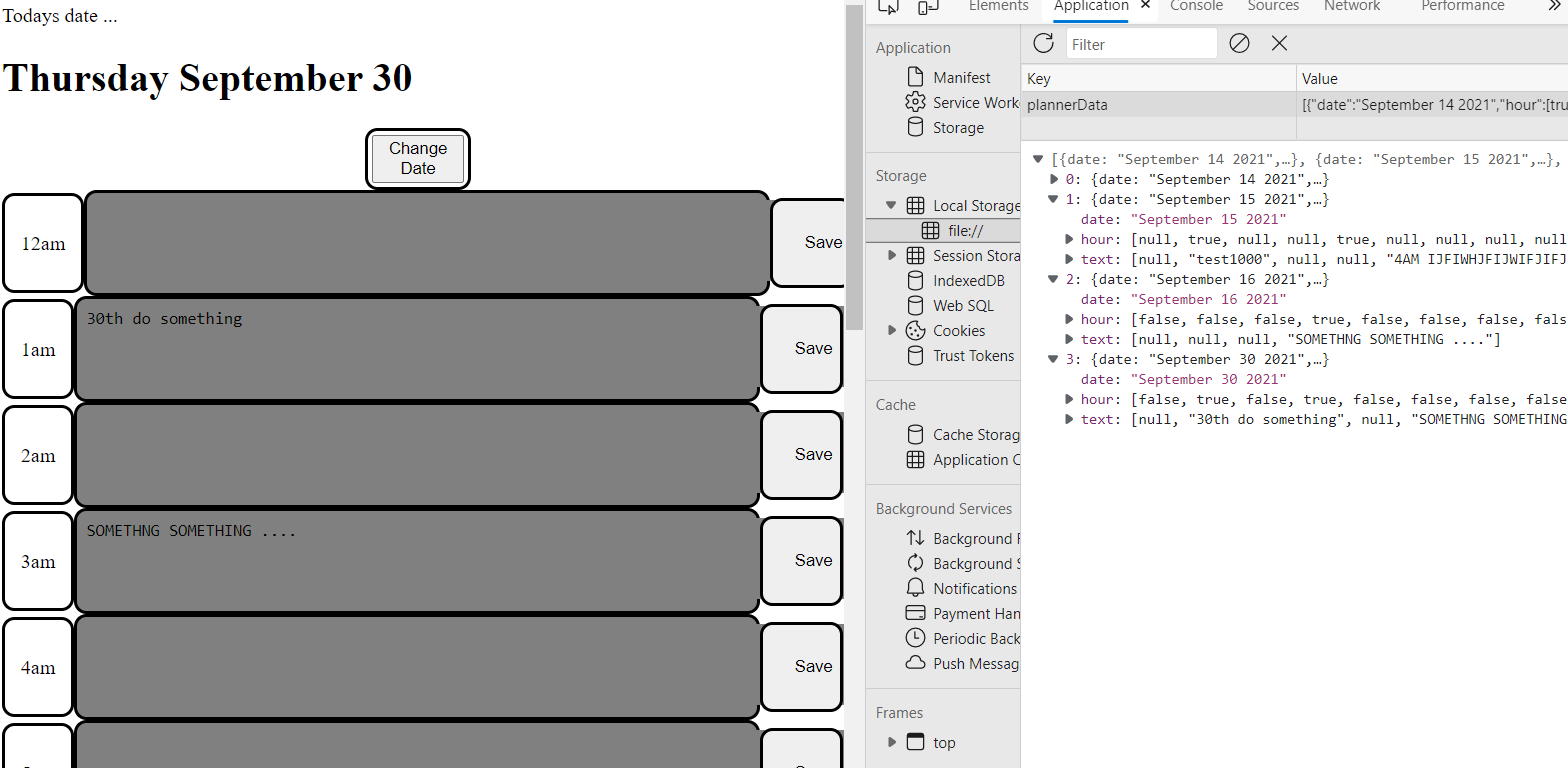 Todays date ...
Thursday September 30
Change
Date
12am
Save
1am
30th do something
Save
2am
Save
3am
SOMETHNG SOMETHING ....
Save
4am
Save
Elements
Application
Console
Sources
Network
Performance
Application
Manifest
Service Work
Storage
Storage
Local Storage
file://
Session Stora
IndexedDB
Web SQL
Cookies
Trust Tokens
Cache
Cache Storag
Application C
Background Services
Background F
Background S
Notifications
Payment Han
Periodic Back
Push Messag
Frames
top
Filter
Key Value
plannerData [{"date":"September 14 2021","hour":[tru
[{date: "September 14 2021",…}, {date: "September 15 2021",…},
0: {date: "September 14 2021",…}
1: {date: "September 15 2021",…}
date: "September 15 2021"
hour: [null, true, null, null, true, null, null, null, null
text: [null, "test1000", null, null, "4AM IJFIWHJFIJWIFJIFJ
2: {date: "September 16 2021",…}
date: "September 16 2021"
hour: [false, false, false, true, false, false, false, fals
text: [null, null, null, "SOMETHNG SOMETHING ...."]
3: {date: "September 30 2021",…}
date: "September 30 2021"
hour: [false, true, false, true, false, false, false, false
text: [null, "30th do something", null, "SOMETHNG SOMETHING